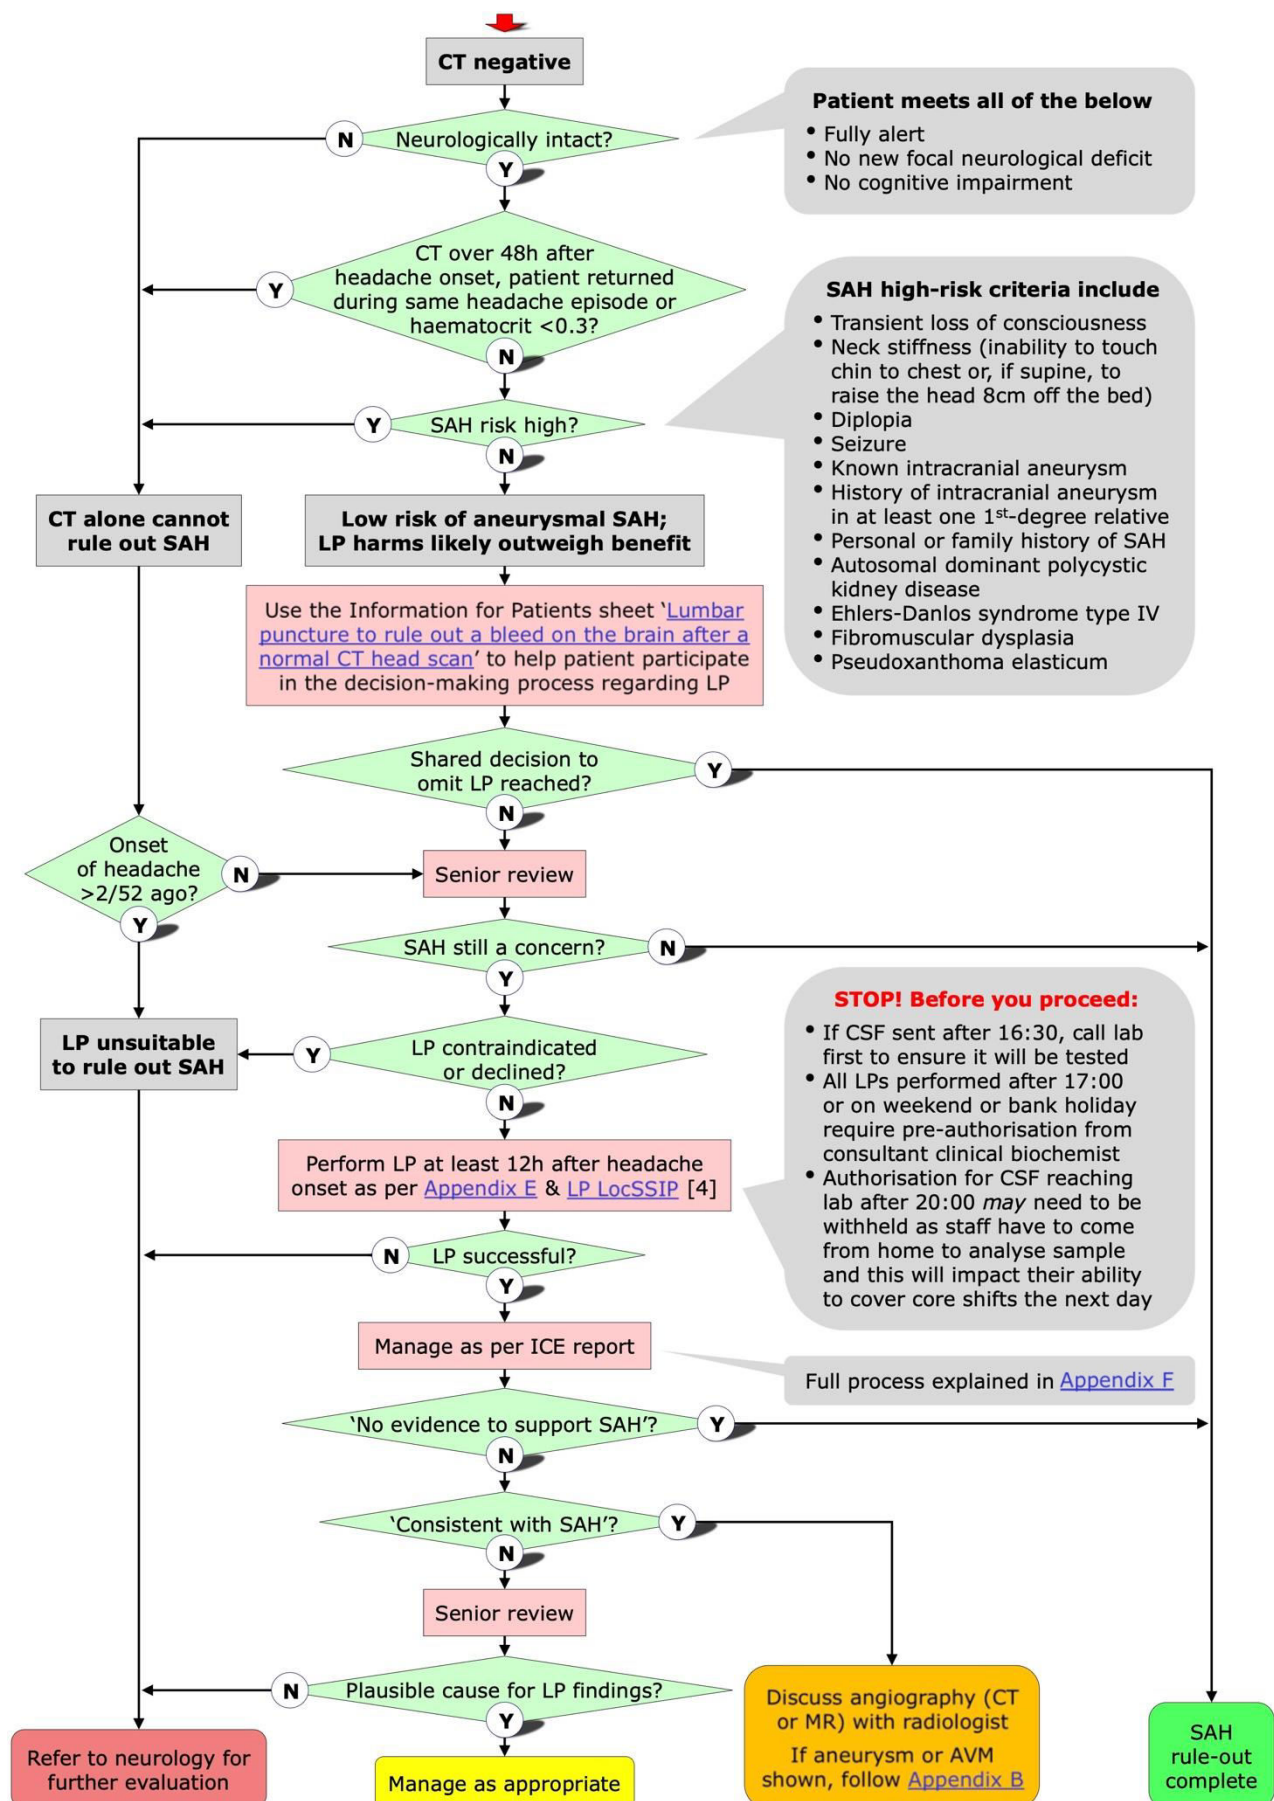 CT negative
Patient meets all of the below
• Fully alert
• No new focal neurological deficit
• No cognitive impairment
N
Neurologically intact?
Y
CT over 48h after
headache onset, patient returned
during same headache episode or
haematocrit <0.3?
Y
N
SAH high-risk criteria include
• Transient loss of consciousness
• Neck stiffness (inability to touch
chin to chest or, if supine, to
raise the head 8cm off the bed)
• Diplopia
• Seizure
• Known intracranial aneurysm
• History of intracranial aneurysm
in at least one 1st-degree relative
• Personal or family history of SAH
• Autosomal dominant polycystic
kidney disease
• Ehlers-Danlos syndrome type IV
• Fibromuscular dysplasia
• Pseudoxanthoma elasticum
Y
SAH risk high?
N
CT alone cannot
rule out SAH
Low risk of aneurysmal SAH;
LP harms likely outweigh benefit
Use the Information for Patients sheet ‘Lumbar
puncture to rule out a bleed on the brain after a
normal CT head scan’ to help patient participate
in the decision-making process regarding LP
Shared decision to
omit LP reached?
Y
N
Onset
of headache
>2/52 ago?
N
Y
Senior review
SAH still a concern?
N
Y
LP unsuitable
to rule out SAH
Y
LP contraindicated
or declined?
N
STOP! Before you proceed:
• If CSF sent after 16:30, call lab
first to ensure it will be tested
• All LPs performed after 17:00
or on weekend or bank holiday
require pre-authorisation from
consultant clinical biochemist
• Authorisation for CSF reaching
lab after 20:00 may need to be
withheld as staff have to come
from home to analyse sample
and this will impact their ability
to cover core shifts the next day
Perform LP at least 12h after headache
onset as per Appendix E & LP LocSSIP [4]
N
LP successful?
Y
Manage as per ICE report
Full process explained in Appendix F
‘No evidence to support SAH’?
Y
N
‘Consistent with SAH’?
Y
N
Senior review
N
Plausible cause for LP findings?
Y
Refer to neurology for
further evaluation
Manage as appropriate
Discuss angiography (CT
or MR) with radiologist
If aneurysm or AVM
shown, follow Appendix B
SAH
rule-out
complete